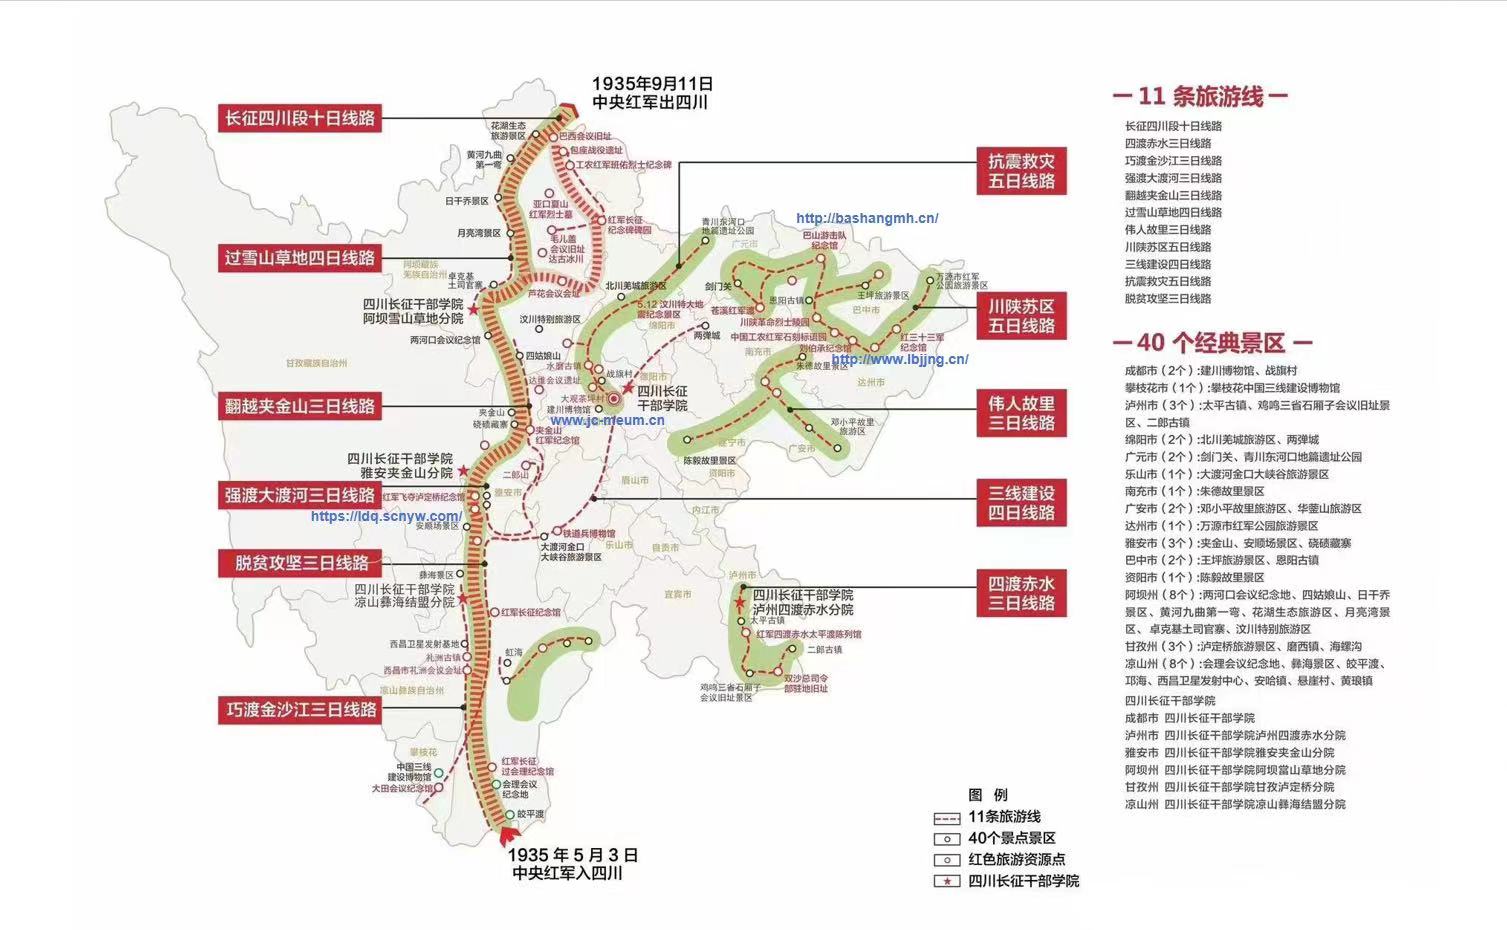 1935年9月11日
中央红军出四川
长征四川段十日线路
花湖生态
旅游景区
巴西会议旧址
包座战役遗址
工农红军班佑烈士纪念碑
黄河九曲
第一弯
日干乔景区
亚口夏山
红军烈士墓
红军长征
纪念碑碑园
月亮湾景区
毛儿盖
会议旧址
达古冰川
过雪山草地四日线路
阿坝藏族
羌族自治州
卓克基
土司官寨
芦花会议会址
四川长征干部学院
阿坝雪山草地分院
两河口会议纪念馆
汶川特别旅游区
甘孜藏族自治州
四姑娘山
达维会议遗址
翻越夹金山三日线路
夹金山
硗碛藏寨
夹金山
红军纪念馆
四川长征干部学院
雅安夹金山分院
二郎山
强渡大渡河三日线路
红军飞夺泸定桥纪念馆
雅安市
https://ldq.scnyw.com/
安顺场景区
脱贫攻坚三日线路
彝海景区
四川长征干部学院
凉山彝海结盟分院
红军长征纪念馆
西昌卫星发射基地
礼洲古镇
西昌市礼洲会议会址
凉山彝族自治州
虹海
巧渡金沙江三日线路
攀枝花
中国三线
建设博物馆
大田会议纪念馆
红军长征
过会理纪念馆
会理会议
纪念地
皎平渡
1935 年 5 月 3 日
中央红军入四川
抗震救灾
五日线路
青川东河口
地篇遗址公园
广元市
http://bashangmh.cn/
巴山游击队
纪念馆
北川羌城旅游区
5.12 汶川特大地
震纪念景区
绵阳市
剑门关
苍溪红军渡
恩阳古镇
王坪旅游景区
巴中市
万源市红军
公园旅游景区
川陕苏区
五日线路
川陕革命烈士陵园
中国工农红军石刻标语园
红三十三军
纪念馆
两弹城
南充市
刘伯承纪念馆
http://www.lbjjng.cn/
朱德故里景区
达州市
水磨古镇
战旗村
绵阳市
大观茶坪村
建川博物馆
四川长征
干部学院
www.jc-meum.cn
伟人故里
三日线路
邓小平故里
旅游区
广安市
遂宁市
陈毅故里景区
资阳市
眉山市
三线建设
四日线路
内江市
铁道兵博物馆
大渡河金口
大峡谷旅游景区
乐山市
自贡市
宜宾市
泸州市
四渡赤水
三日线路
四川长征干部学院
泸州四渡赤水分院
太平古镇
红军四渡赤水太平渡陈列馆
二郎古镇
鸡鸣三省石厢子
会议旧址景区
双沙总司令
部驻地旧址
图 例
11条旅游线
40个景点景区
红色旅游资源点
四川长征干部学院
11 条旅游线
长征四川段十日线路
四渡赤水三日线路
巧渡金沙江三日线路
强渡大渡河三日线路
翻越夹金山三日线路
过雪山草地四日线路
伟人故里三日线路
川陕苏区五日线路
三线建设四日线路
抗震救灾五日线路
脱贫攻坚三日线路
40 个经典景区
成都市（2个）:建川博物馆、战旗村
攀枝花市（1个）:攀枝花中国三线建设博物馆
泸州市（3个）:太平古镇、鸡鸣三省石厢子会议旧址景
区、二郎古镇
绵阳市（2个）:北川羌城旅游区、两弹城
广元市（2个）:剑门关、青川东河口地篇遗址公园
乐山市（1个）:大渡河金口大峡谷旅游景区
南充市（1个）:朱德故里景区
广安市（2个）:邓小平故里旅游区、华蓥山旅游区
达州市（1个）:万源市红军公园旅游景区
雅安市（3个）:夹金山、安顺场景区、硗碛藏寨
巴中市（2个）:王坪旅游景区、恩阳古镇
资阳市（1个）:陈毅故里景区
阿坝州（8个）:两河口会议纪念地、四姑娘山、日干乔
景区、黄河九曲第一弯、花湖生态旅游区、月亮湾景
区、卓克基土司官寨、汶川特别旅游区
甘孜州（3个）:泸定桥旅游景区、磨西镇、海螺沟
凉山州（8个）:会理会议纪念地、彝海景区、皎平渡、
邛海、西昌卫星发射中心、安哈镇、悬崖村、黄琅镇
四川长征干部学院
成都市 四川长征干部学院
泸州市 四川长征干部学院泸州四渡赤水分院
雅安市 四川长征干部学院雅安夹金山分院
阿坝州 四川长征干部学院阿坝當山草地分院
甘孜州 四川长征干部学院甘孜泸定桥分院
凉山州 四川长征干部学院凉山彝海结盟分院